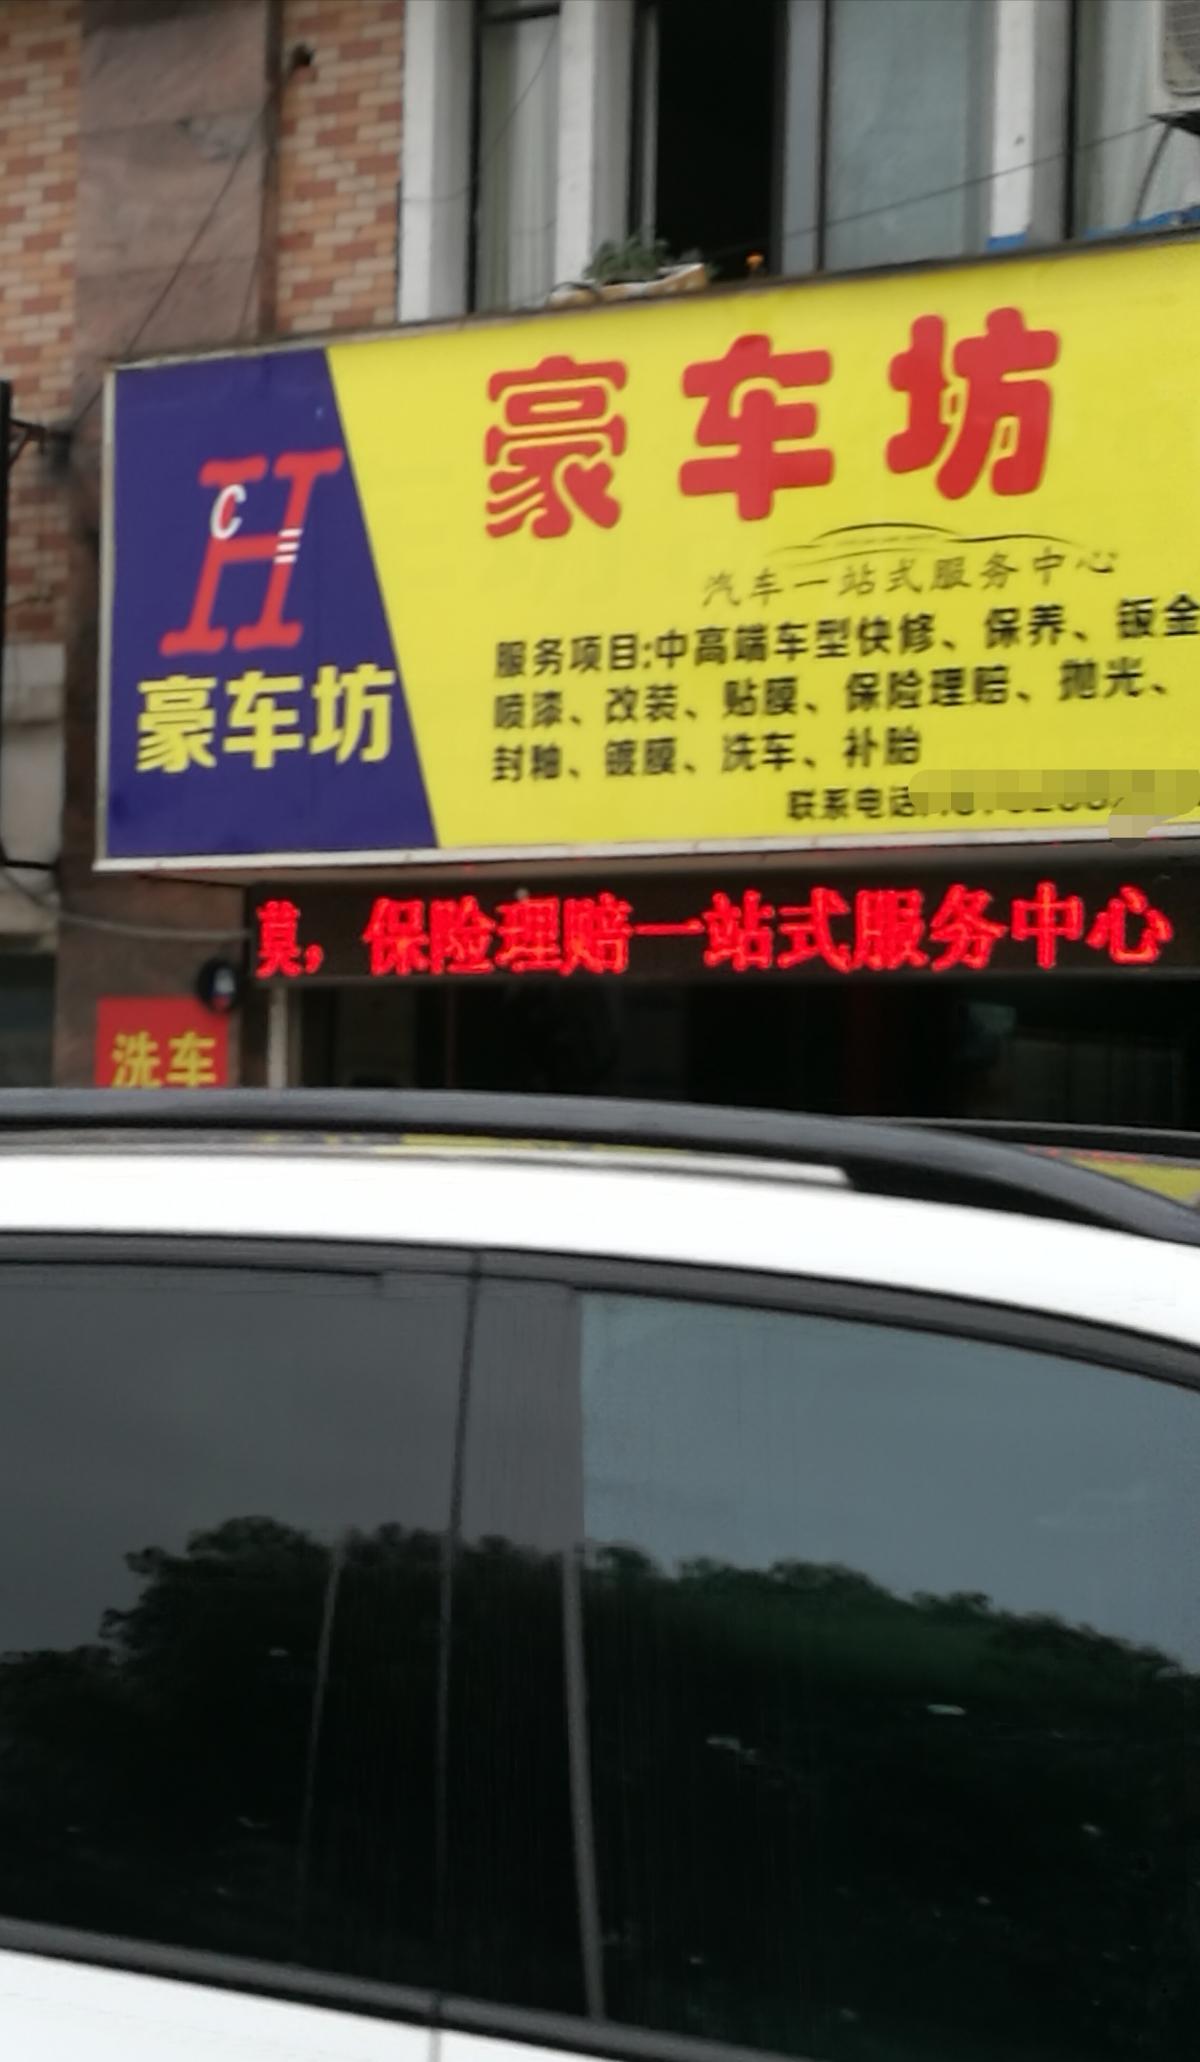 豪车坊
汽车一站式服务中心
服务项目:中高端车型快修、保养、钣金
喷漆、改装、贴膜、保险理赔、抛光、
封釉、镀膜、洗车、补胎
联系电话
H
C
豪车坊
，保险理赔一站式服务中心
洗车